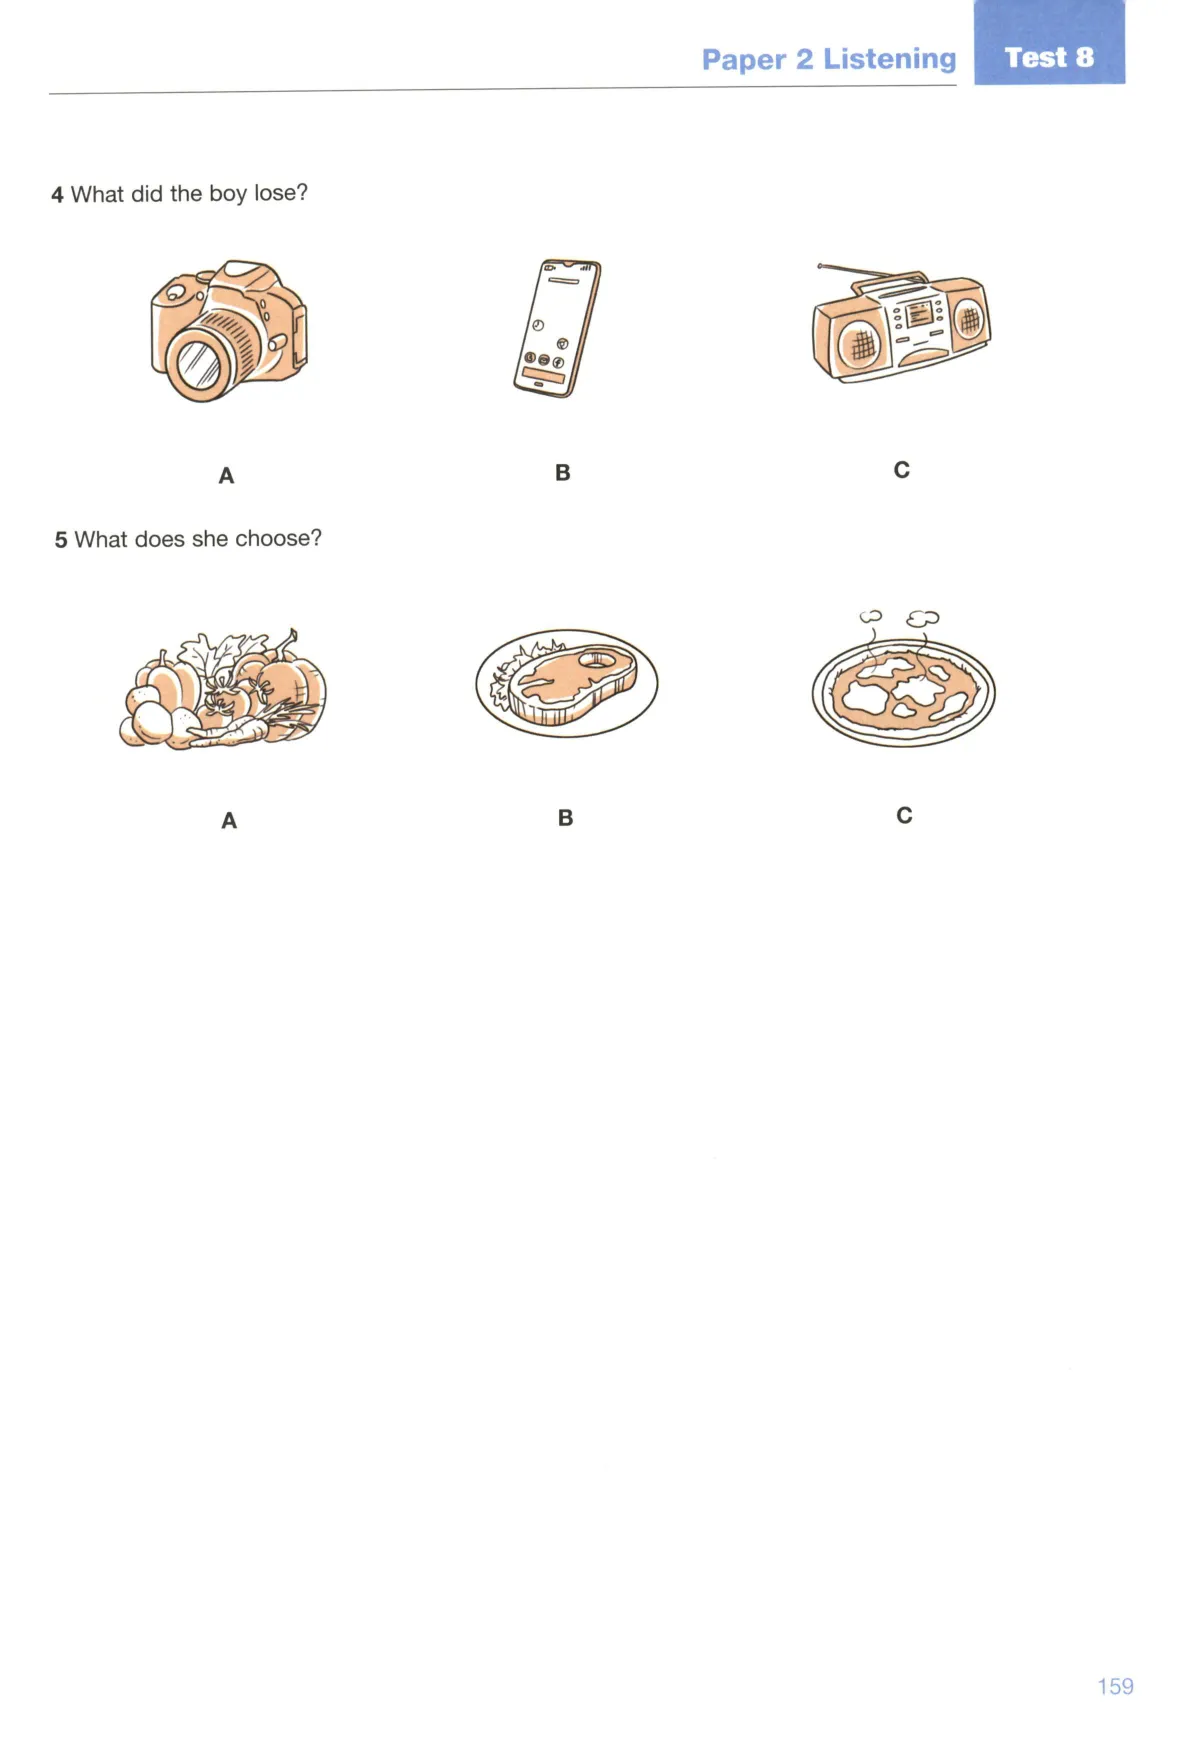 Paper 2 Listening Test 8
4 What did the boy lose?
A B C
5 What does she choose?
A B C
159